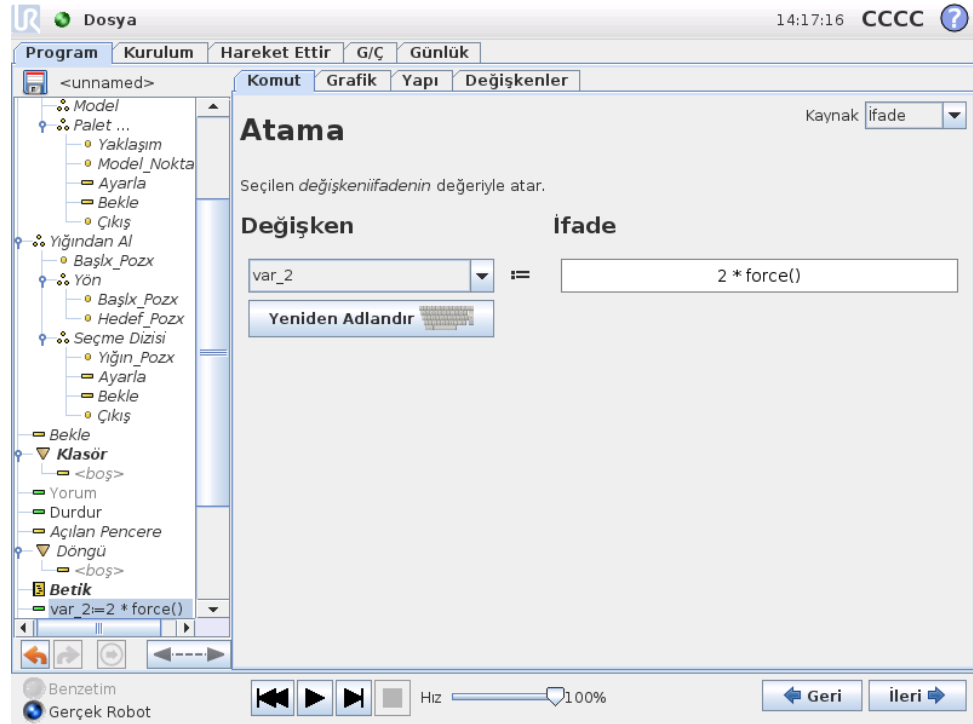 Dosya
14:17:16 CCCC ?
Program Kurulum Hareket Ettir G/Ç Günlük
<unnamed>
Komut Grafik Yapı Değişkenler
Model
Palet ...
Yaklaşım
Model_Nokta
Ayarla
Bekle
Çıkış
Yığından Al
Başlx_Pozx
Yön
Başlx_Pozx
Hedef_Pozx
Seçme Dizisi
Yığın_Pozx
Ayarla
Bekle
Çıkış
Bekle
Klasör
<boş>
Yorum
Durdur
Açılan Pencere
Döngü
<boş>
Betik
var_2:=2 * force()
Atama
Kaynak İfade
Seçilen değişkeniifadenin değeriyle atar.
Değişken İfade
var_2 := 2 * force()
Yeniden Adlandır
Benzetim
Gerçek Robot
Hız 100%
Geri İleri